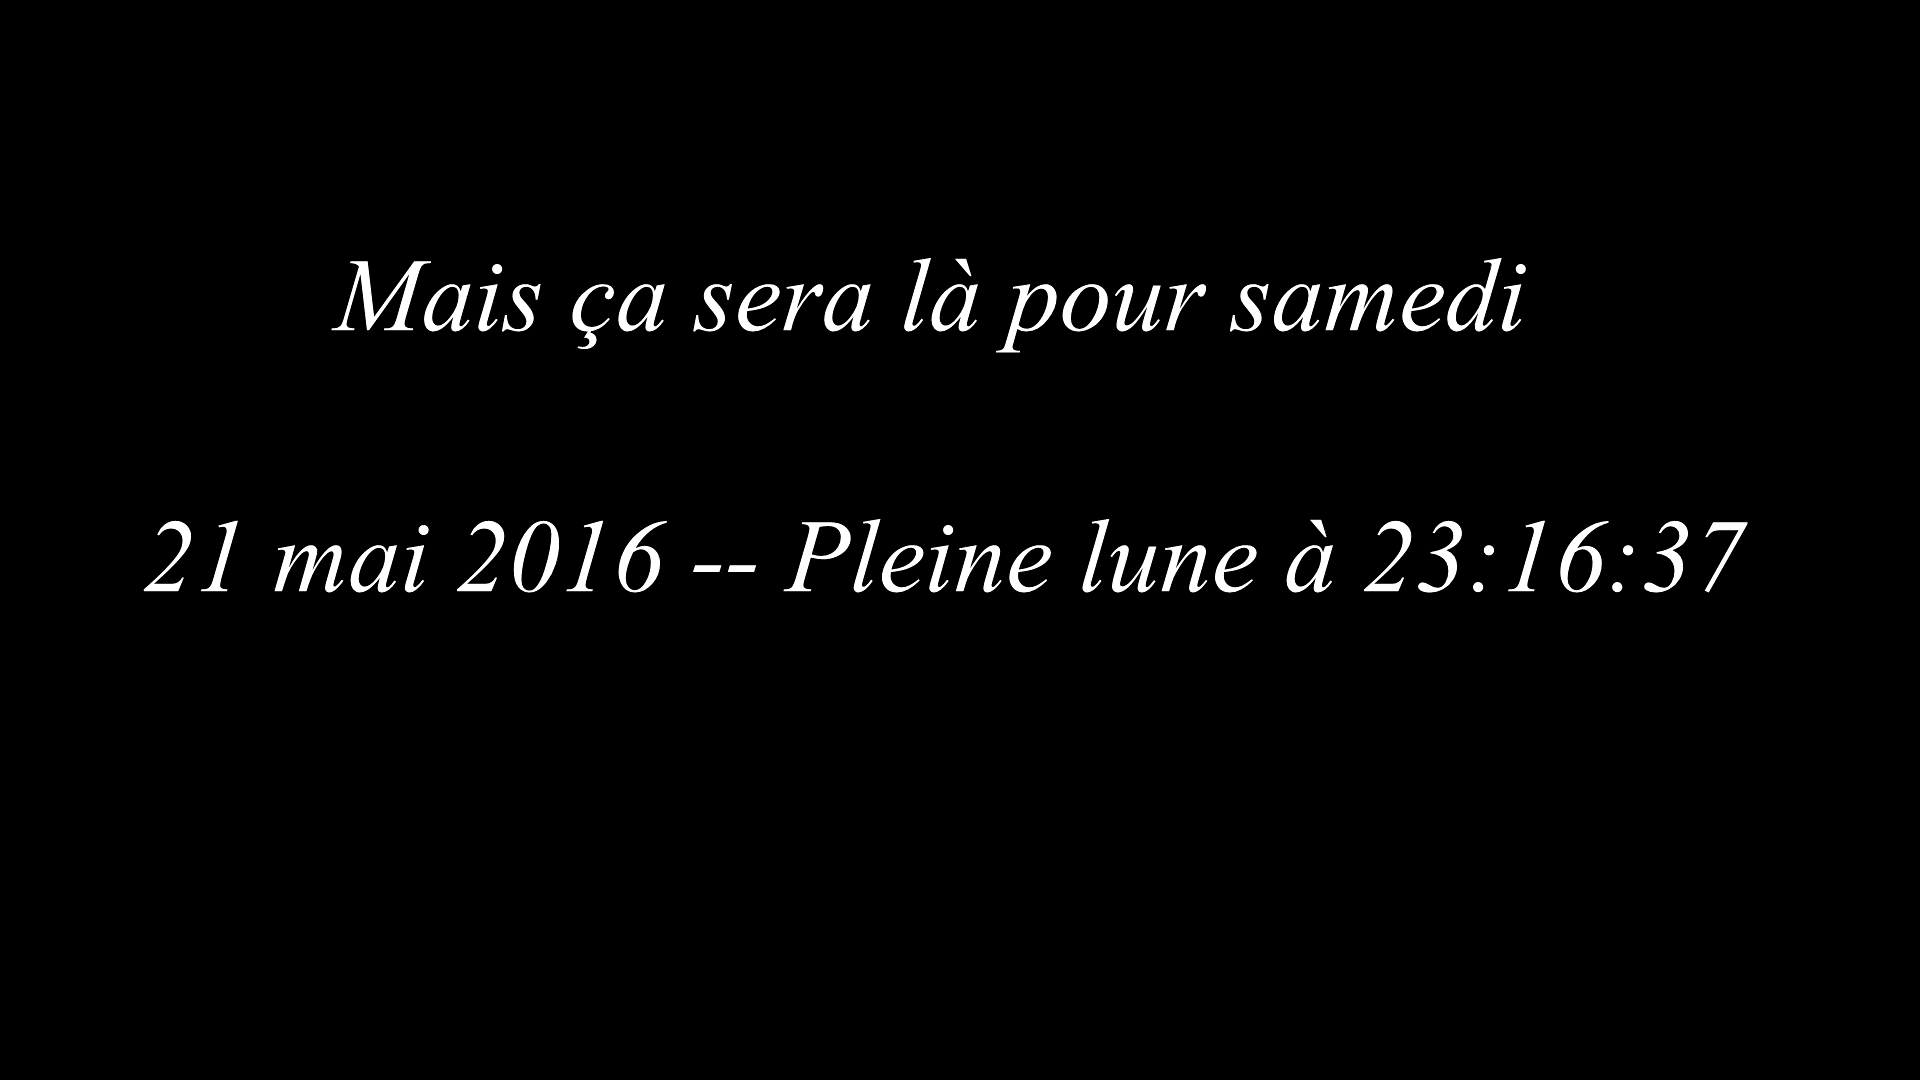 Mais ça sera là pour samedi
21 mai 2016 -- Pleine lune à 23:16:37